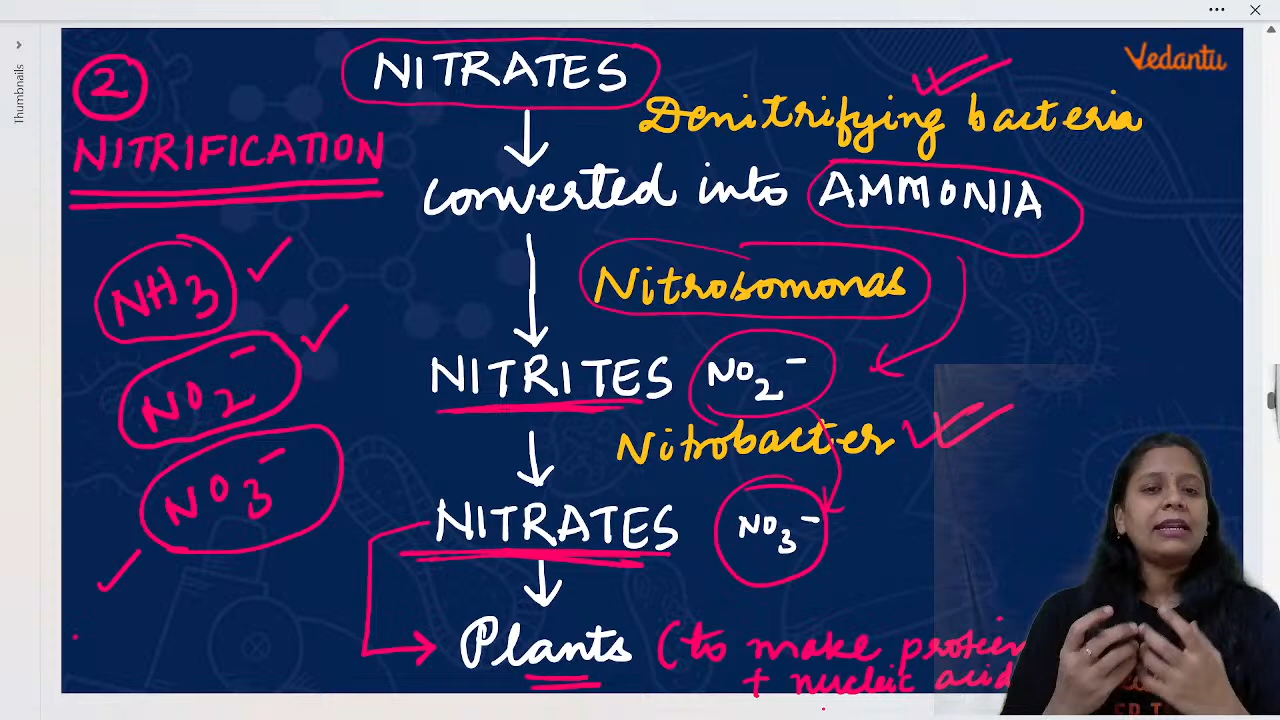 Thumbnails
Vedantu
2
NITRIFICATION
NITRATES
Denitrifying bacteria
Converted into AMMONIA
Nitrosomonas
NH3
NITRITES NO2⁻
NO2⁻
Nitrobacter
NO3⁻
NITRATES NO3⁻
Plants (to make protein
+ nucleic acid